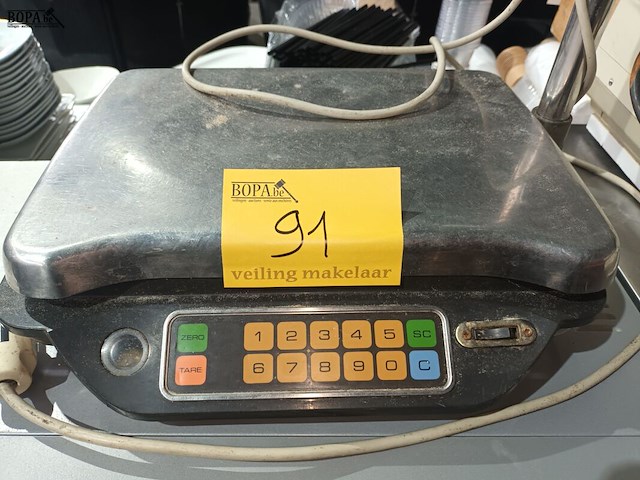 BOPA.be
BOPA.be
91
veiling makelaar
ZERO 1 2 3 4 5 SC
TARE 6 7 8 9 0 C